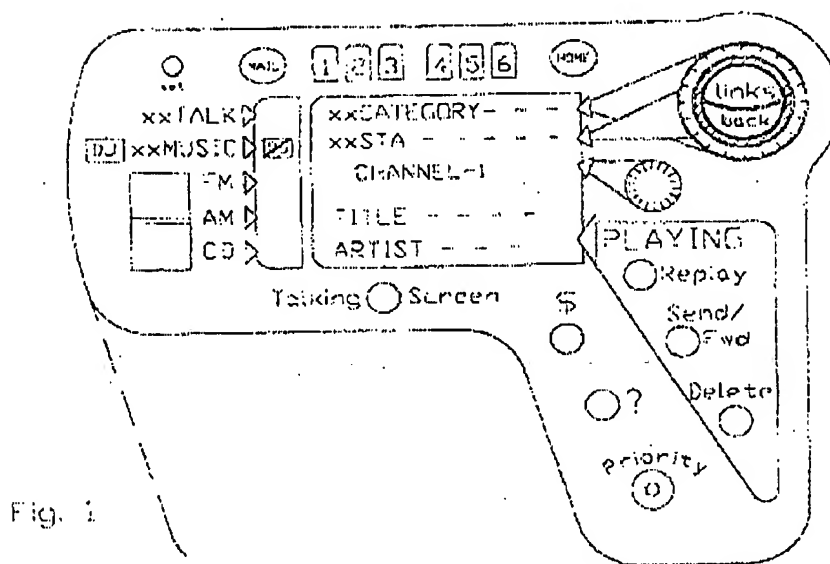 set MAIL 1 2 3 4 5 6 HOME
links
back
xxTALK
DJ xxMUSIC
FM
AM
CD
xxCATEGORY- - - -
xxSTA - - - - -
CHANNEL-1
TITLE - - - -
ARTIST - - - -
PLAYING
Replay
Send/
Fwd
Delete
Talking Screen
$
?
Priority
Fig. 1